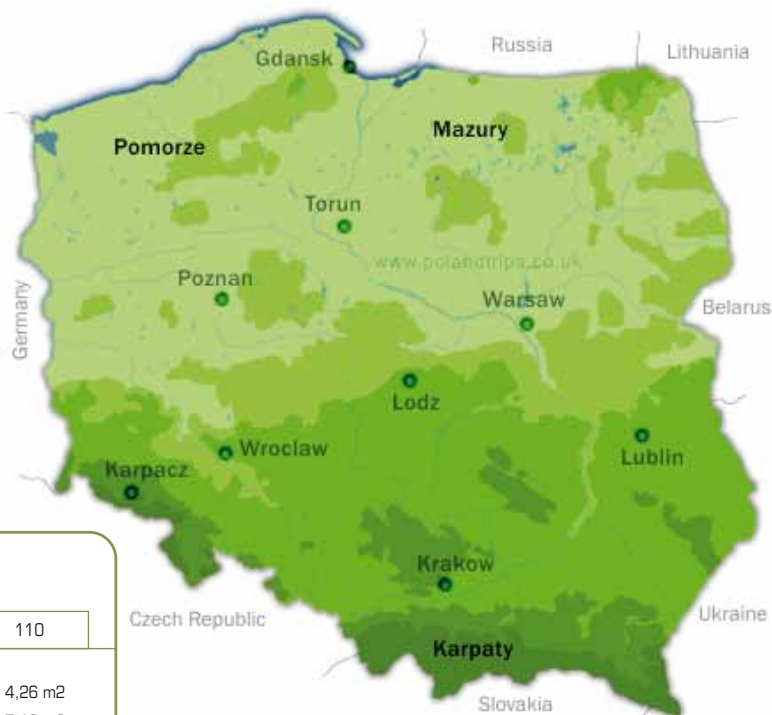 Russia
Lithuania
Gdansk
Pomorze
Mazury
Torun
www.polandtrips.co.uk
Poznan
Warsaw
Germany
Belarus
Lodz
Wroclaw
Lublin
Karpacz
Krakow
Czech Republic
Ukraine
110
Karpaty
4,26 m2
Slovakia